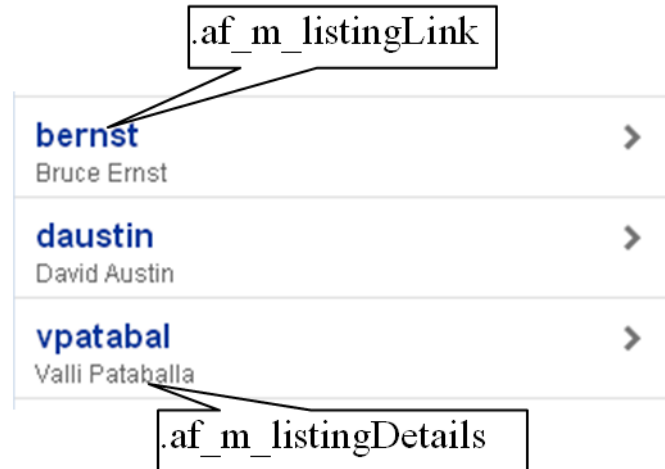 .af_m_listingLink
bernst
Bruce Ernst
daustin
David Austin
vpatabal
Valli Pataballa
.af_m_listingDetails